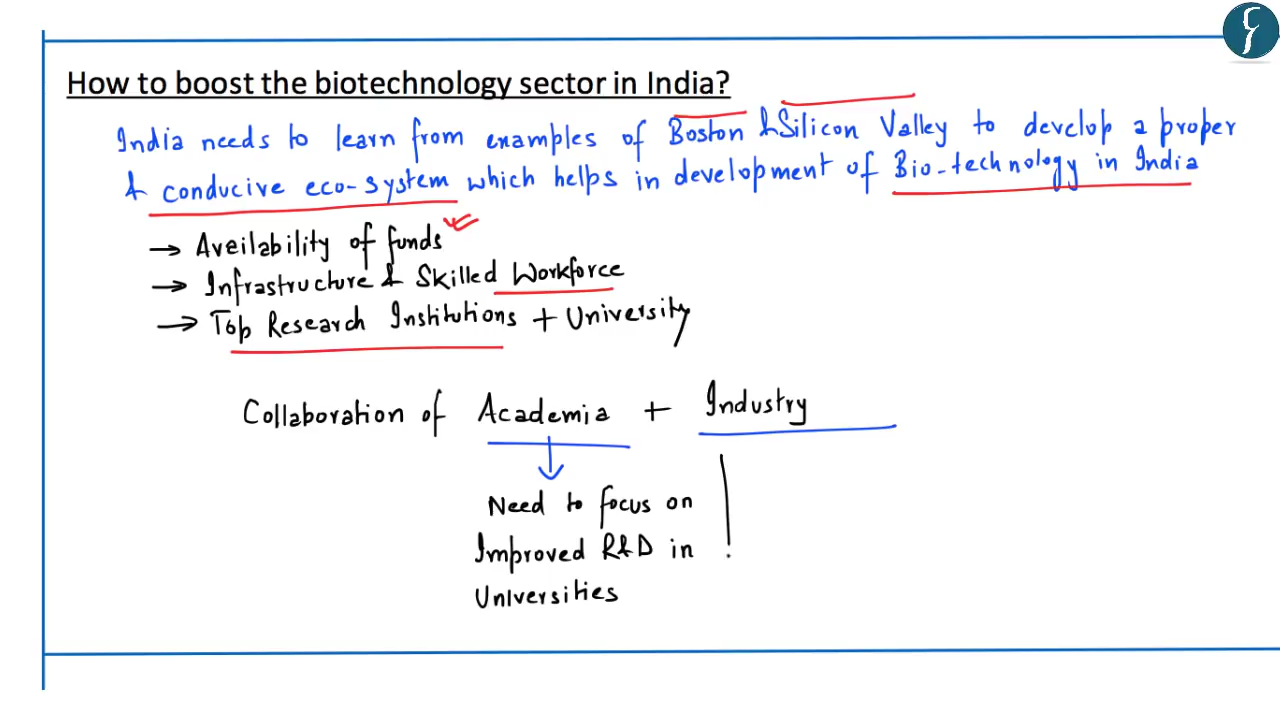 How to boost the biotechnology sector in India?
India needs to learn from examples of Boston & Silicon Valley to develop a proper
& conducive eco-system which helps in development of Bio-technology in India
→ Aveilability of funds
→ Infrastructure & Skilled Workforce
→ Top Research Institutions + University
Collaboration of Academia + Industry
Need to focus on
Improved R&D in
Universities